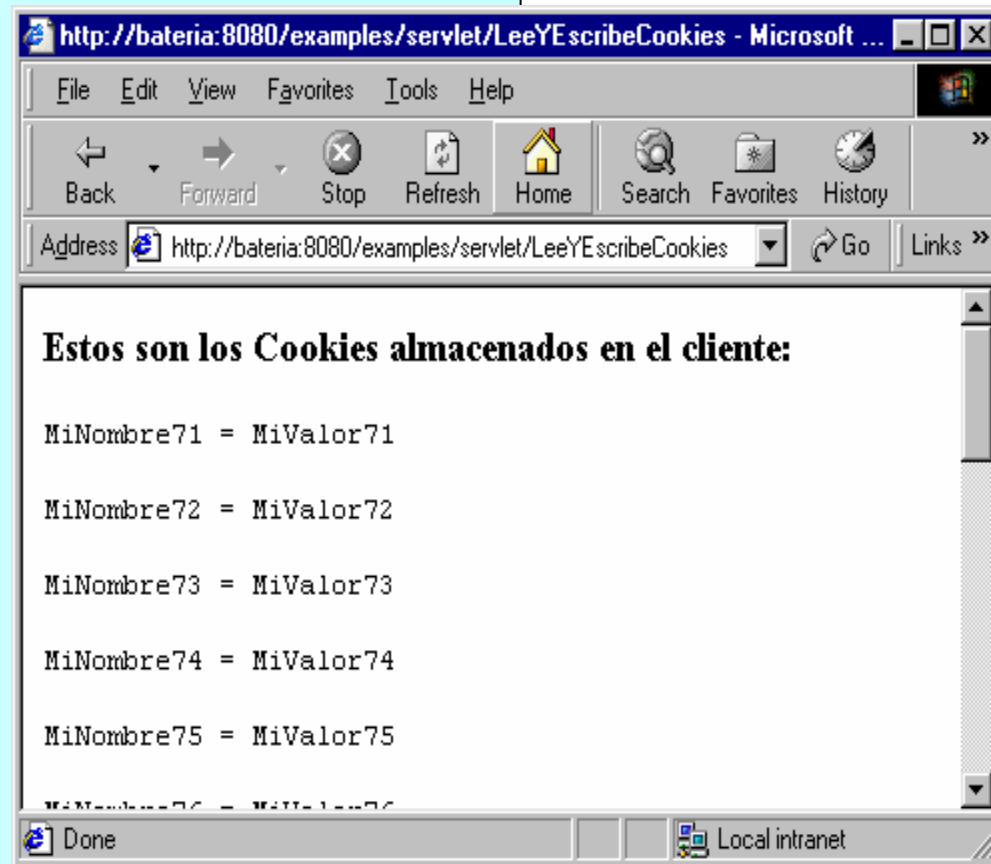 http://bateria:8080/examples/servlet/LeeYEscribeCookies - Microsoft ...
File Edit View Favorites Tools Help
»
Back Forward Stop Refresh Home Search Favorites History
Address http://bateria:8080/examples/servlet/LeeYEscribeCookies Go Links »
Estos son los Cookies almacenados en el cliente:
MiNombre71 = MiValor71
MiNombre72 = MiValor72
MiNombre73 = MiValor73
MiNombre74 = MiValor74
MiNombre75 = MiValor75
MiNombre76 = MiValor76
Done Local intranet